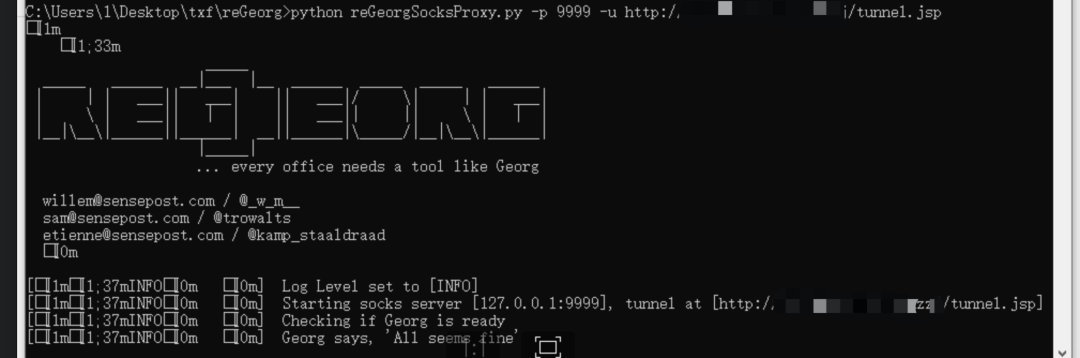 C:\Users\1\Desktop\txf\reGeorg>python reGeorgSocksProxy.py -p 9999 -u http:/ /tunnel.jsp
[1m
[1;33m
REGEORG
... every office needs a tool like Georg
willem@sensepost.com / @_w_m__
sam@sensepost.com / @trowalts
etienne@sensepost.com / @kamp_staaldraad
[0m
[[1m[1;37mINFO[0m [0m] Log Level set to [INFO]
[[1m[1;37mINFO[0m [0m] Starting socks server [127.0.0.1:9999], tunnel at [http:/ /tunnel.jsp]
[[1m[1;37mINFO[0m [0m] Checking if Georg is ready
[[1m[1;37mINFO[0m [0m] Georg says, 'All seems fine'